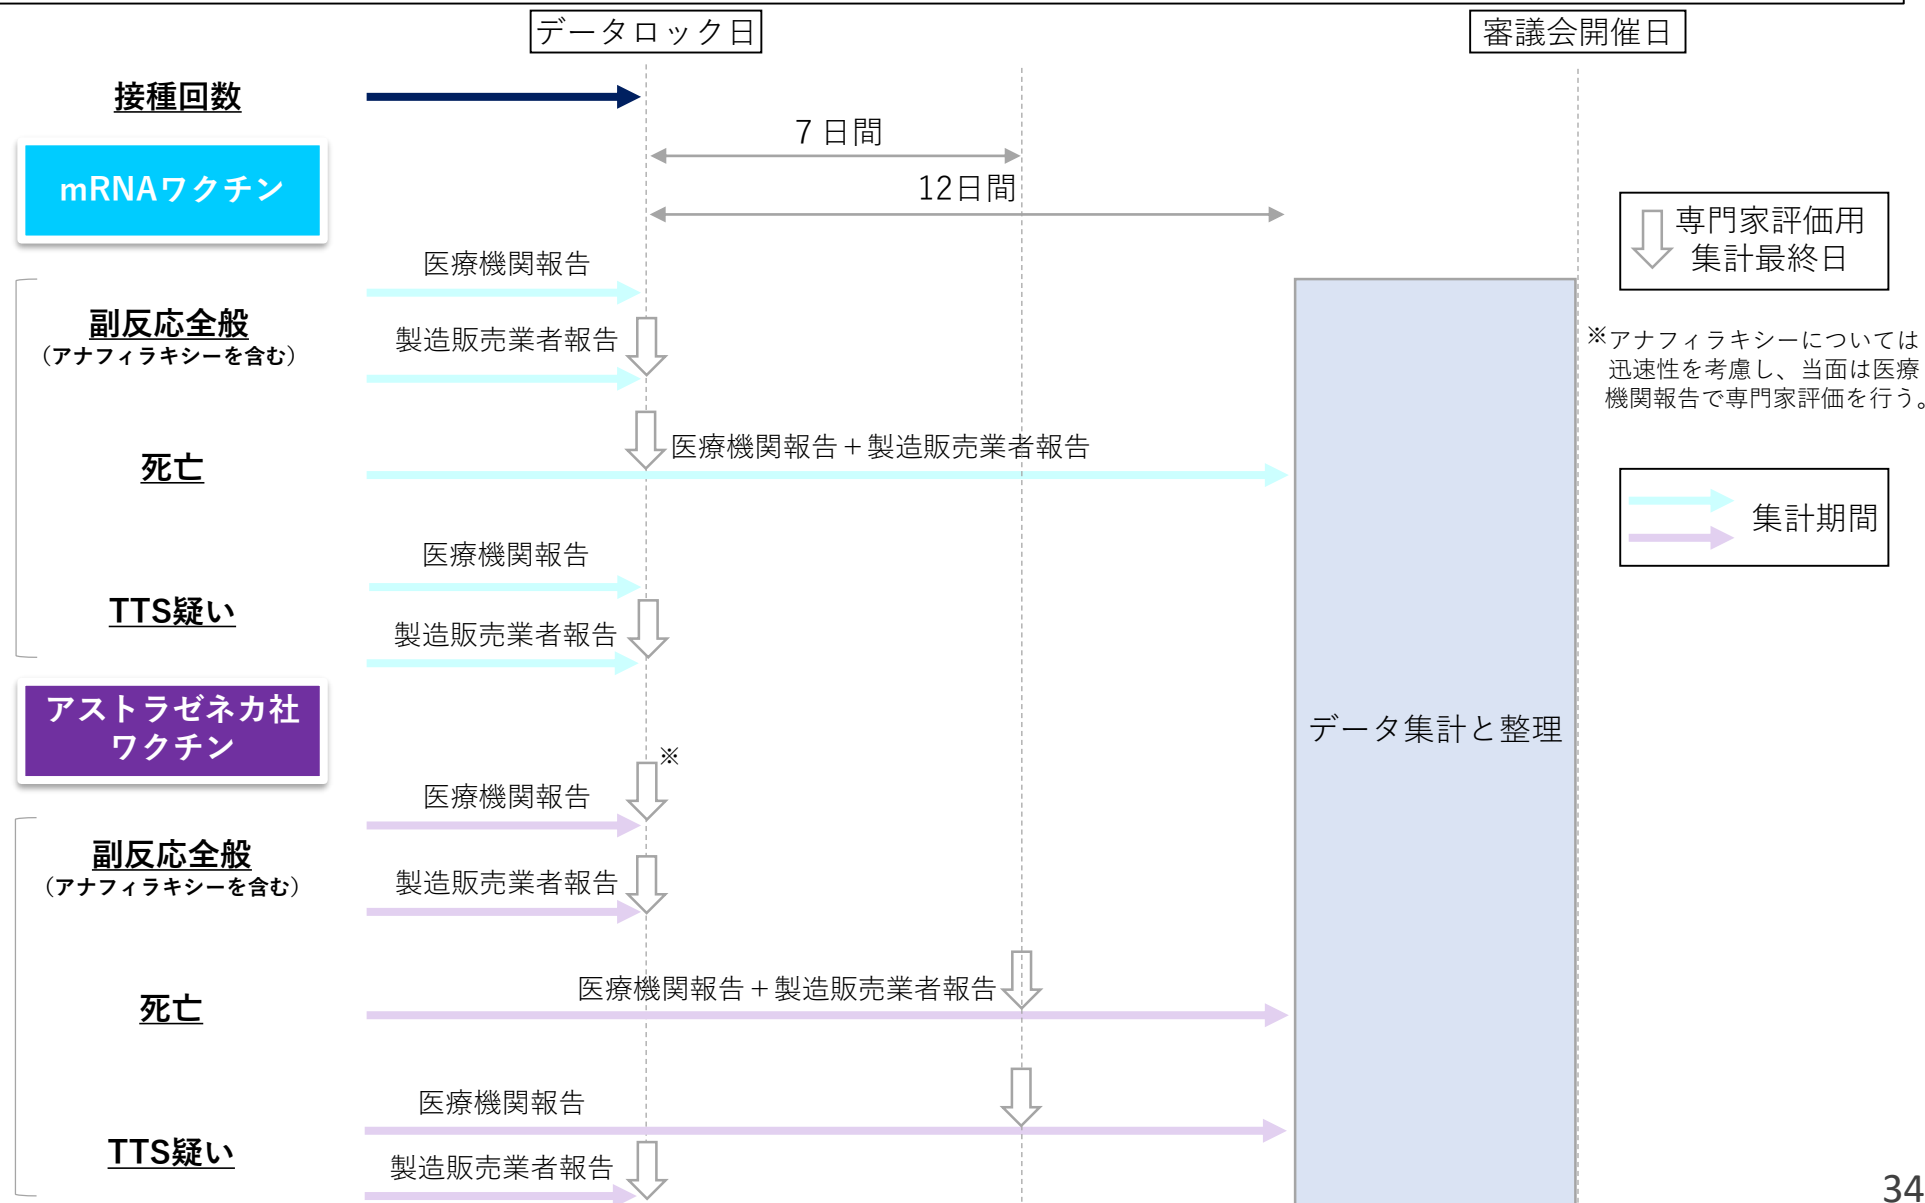 データロック日
審議会開催日
接種回数
７日間
mRNAワクチン
12日間
専門家評価用
集計最終日
医療機関報告
副反応全般
（アナフィラキシーを含む）
製造販売業者報告
※アナフィラキシーについては
迅速性を考慮し、当面は医療
機関報告で専門家評価を行う。
医療機関報告＋製造販売業者報告
死亡
集計期間
医療機関報告
TTS疑い
製造販売業者報告
アストラゼネカ社
ワクチン
データ集計と整理
※
医療機関報告
副反応全般
（アナフィラキシーを含む）
製造販売業者報告
医療機関報告＋製造販売業者報告
死亡
医療機関報告
TTS疑い
製造販売業者報告
34